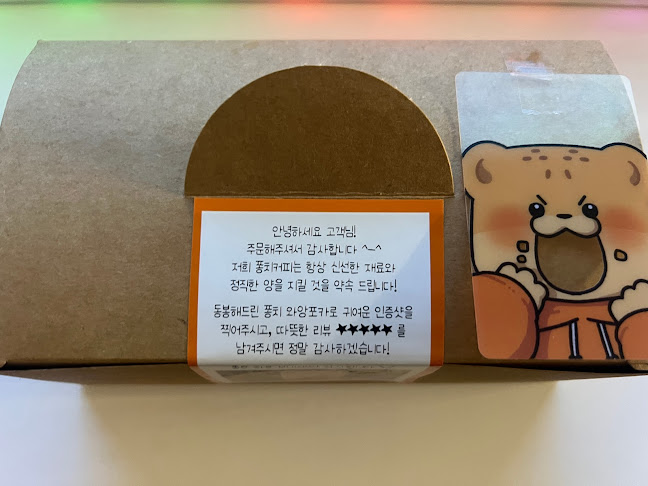 안녕하세요 고객님!
주문해주셔서 감사합니다 ^~^
저희 퐁치커피는 항상 신선한 재료와
정직한 양을 지킬 것을 약속 드립니다!
동봉해드린 퐁치 와앙포카로 귀여운 인증샷을
찍어주시고, 따뜻한 리뷰 ★★★★★ 를
남겨주시면 정말 감사하겠습니다!